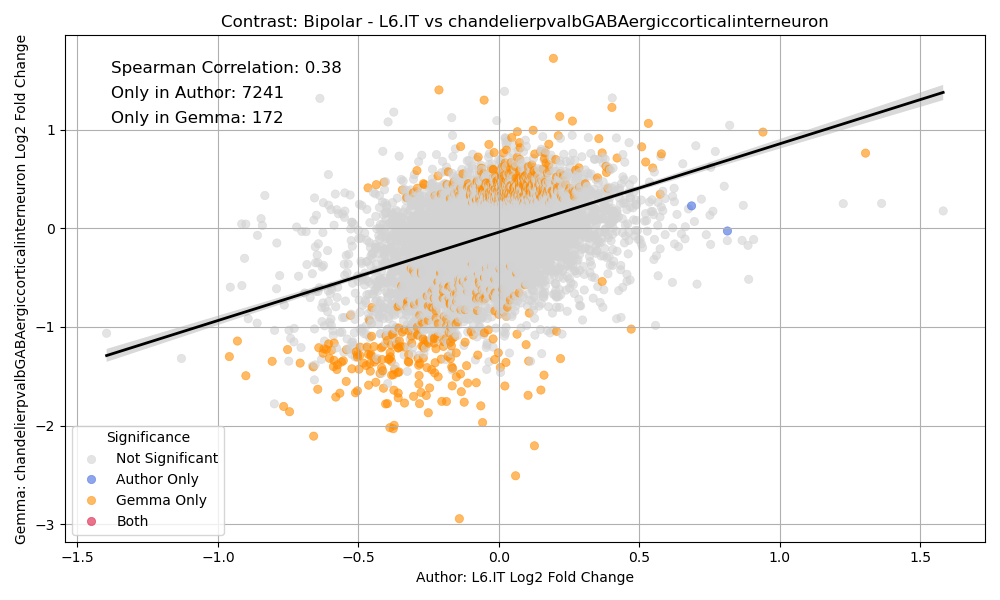 Contrast: Bipolar - L6.IT vs chandelierpvalbGABAergiccorticalinterneuron
Gemma: chandelierpvalbGABAergiccorticalinterneuron Log2 Fold Change
Spearman Correlation: 0.38
Only in Author: 7241
Only in Gemma: 172
1
0
−1
−2
−3
Significance
Not Significant
Author Only
Gemma Only
Both
−1.5
−1.0
−0.5
0.0
0.5
1.0
1.5
Author: L6.IT Log2 Fold Change